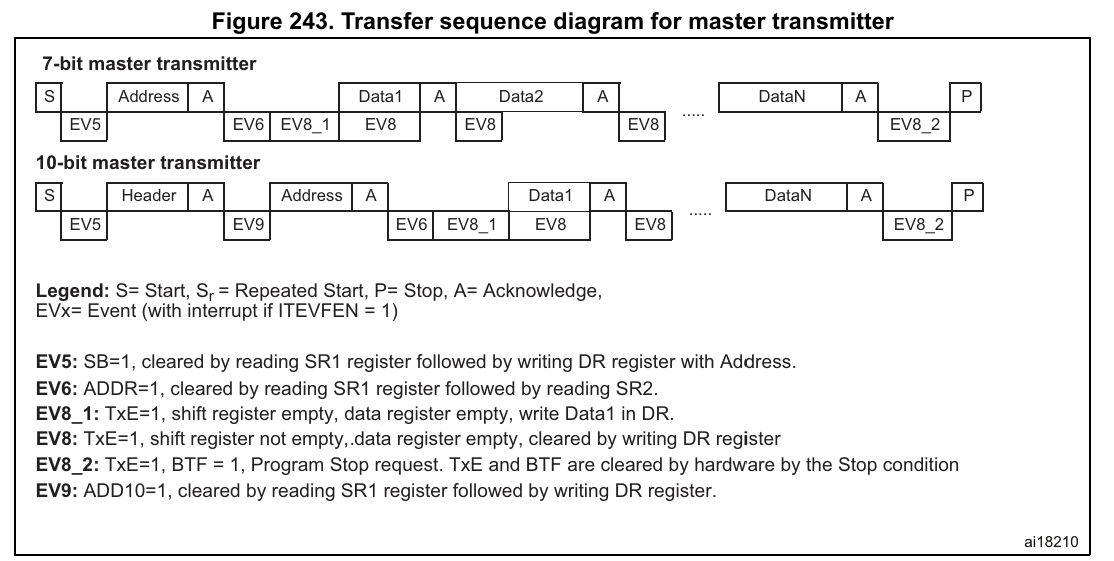 Figure 243. Transfer sequence diagram for master transmitter
7-bit master transmitter
S Address A Data1 A Data2 A ..... DataN A P
EV5 EV6 EV8_1 EV8 EV8 EV8 EV8_2
10-bit master transmitter
S Header A Address A Data1 A ..... DataN A P
EV5 EV9 EV6 EV8_1 EV8 EV8 EV8_2
Legend: S= Start, Sr = Repeated Start, P= Stop, A= Acknowledge,
EVx= Event (with interrupt if ITEVFEN = 1)
EV5: SB=1, cleared by reading SR1 register followed by writing DR register with Address.
EV6: ADDR=1, cleared by reading SR1 register followed by reading SR2.
EV8_1: TxE=1, shift register empty, data register empty, write Data1 in DR.
EV8: TxE=1, shift register not empty,.data register empty, cleared by writing DR register
EV8_2: TxE=1, BTF = 1, Program Stop request. TxE and BTF are cleared by hardware by the Stop condition
EV9: ADD10=1, cleared by reading SR1 register followed by writing DR register.
ai18210